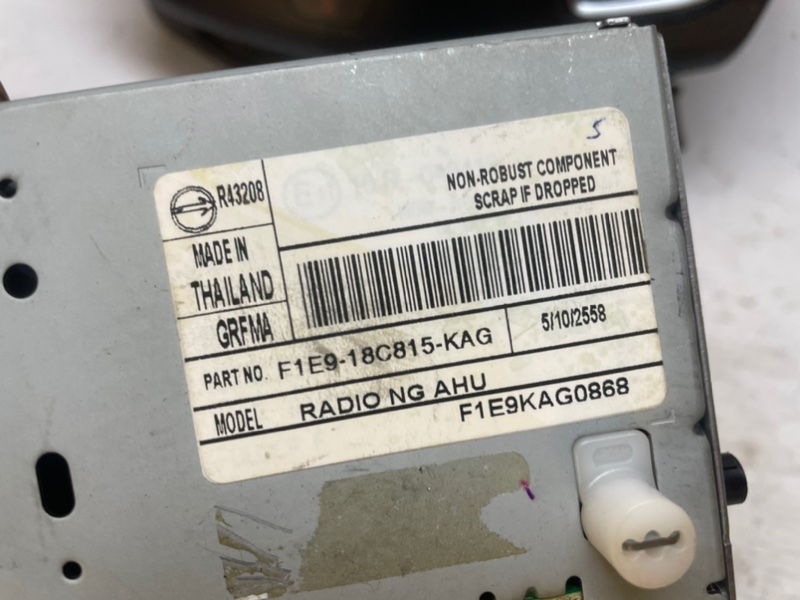 5
R43208
NON-ROBUST COMPONENT
SCRAP IF DROPPED
MADE IN
THAILAND
GRFMA
PART NO. F1E9-18C815-KAG
5/10/2558
MODEL RADIO NG AHU
F1E9KAG0868